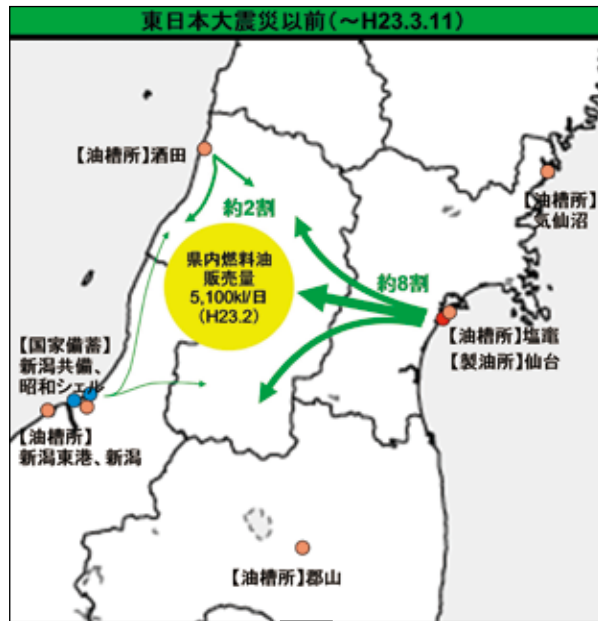 東日本大震災以前(～H23.3.11)
【油槽所】酒田
【油槽所】
気仙沼
約2割
県内燃料油
販売量
5,100kl/日
(H23.2)
約8割
【油槽所】塩竈
【製油所】仙台
【国家備蓄】
新潟共備、
昭和シェル
【油槽所】
新潟東港、新潟
【油槽所】郡山